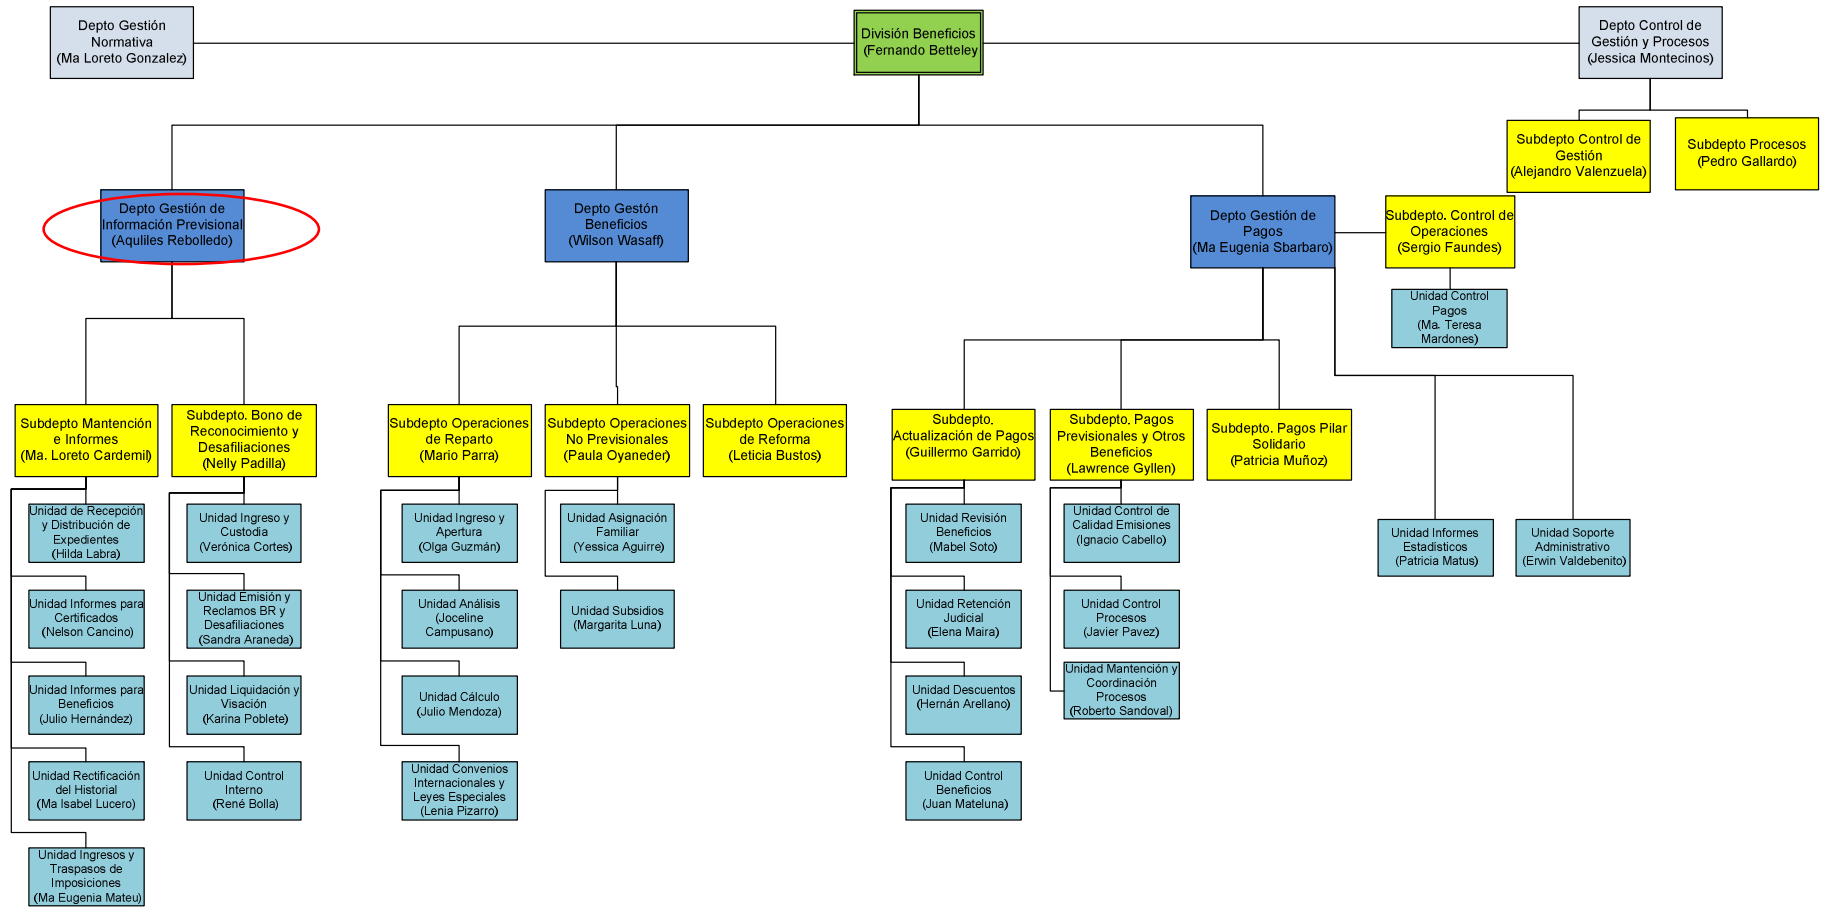 Depto Gestión
Normativa
(Ma Loreto Gonzalez)
División Beneficios
(Fernando Betteley
Depto Control de
Gestión y Procesos
(Jessica Montecinos)
Subdepto Control de
Gestión
(Alejandro Valenzuela)
Subdepto Procesos
(Pedro Gallardo)
Depto Gestión de
Información Previsional
(Aquliles Rebolledo)
Depto Gestón
Beneficios
(Wilson Wasaff)
Depto Gestión de
Pagos
(Ma Eugenia Sbarbaro)
Subdepto. Control de
Operaciones
(Sergio Faundes)
Unidad Control
Pagos
(Ma. Teresa
Mardones)
Subdepto Mantención
e Informes
(Ma. Loreto Cardemil)
Subdepto. Bono de
Reconocimiento y
Desafiliaciones
(Nelly Padilla)
Subdepto Operaciones
de Reparto
(Mario Parra)
Subdepto Operaciones
No Previsionales
(Paula Oyaneder)
Subdepto Operaciones
de Reforma
(Leticia Bustos)
Subdepto.
Actualización de Pagos
(Guillermo Garrido)
Subdepto. Pagos
Previsionales y Otros
Beneficios
(Lawrence Gyllen)
Subdepto. Pagos Pilar
Solidario
(Patricia Muñoz)
Unidad de Recepción
y Distribución de
Expedientes
(Hilda Labra)
Unidad Ingreso y
Custodia
(Verónica Cortes)
Unidad Ingreso y
Apertura
(Olga Guzmán)
Unidad Asignación
Familiar
(Yessica Aguirre)
Unidad Revisión
Beneficios
(Mabel Soto)
Unidad Control de
Calidad Emisiones
(Ignacio Cabello)
Unidad Informes
Estadísticos
(Patricia Matus)
Unidad Soporte
Administrativo
(Erwin Valdebenito)
Unidad Informes para
Certificados
(Nelson Cancino)
Unidad Emisión y
Reclamos BR y
Desafiliaciones
(Sandra Araneda)
Unidad Análisis
(Joceline
Campusano)
Unidad Subsidios
(Margarita Luna)
Unidad Retención
Judicial
(Elena Maira)
Unidad Control
Procesos
(Javier Pavez)
Unidad Informes para
Beneficios
(Julio Hernández)
Unidad Liquidación y
Visación
(Karina Poblete)
Unidad Cálculo
(Julio Mendoza)
Unidad Descuentos
(Hernán Arellano)
Unidad Mantención y
Coordinación
Procesos
(Roberto Sandoval)
Unidad Rectificación
del Historial
(Ma Isabel Lucero)
Unidad Control
Interno
(René Bolla)
Unidad Convenios
Internacionales y
Leyes Especiales
(Lenia Pizarro)
Unidad Control
Beneficios
(Juan Mateluna)
Unidad Ingresos y
Traspasos de
Imposiciones
(Ma Eugenia Mateu)